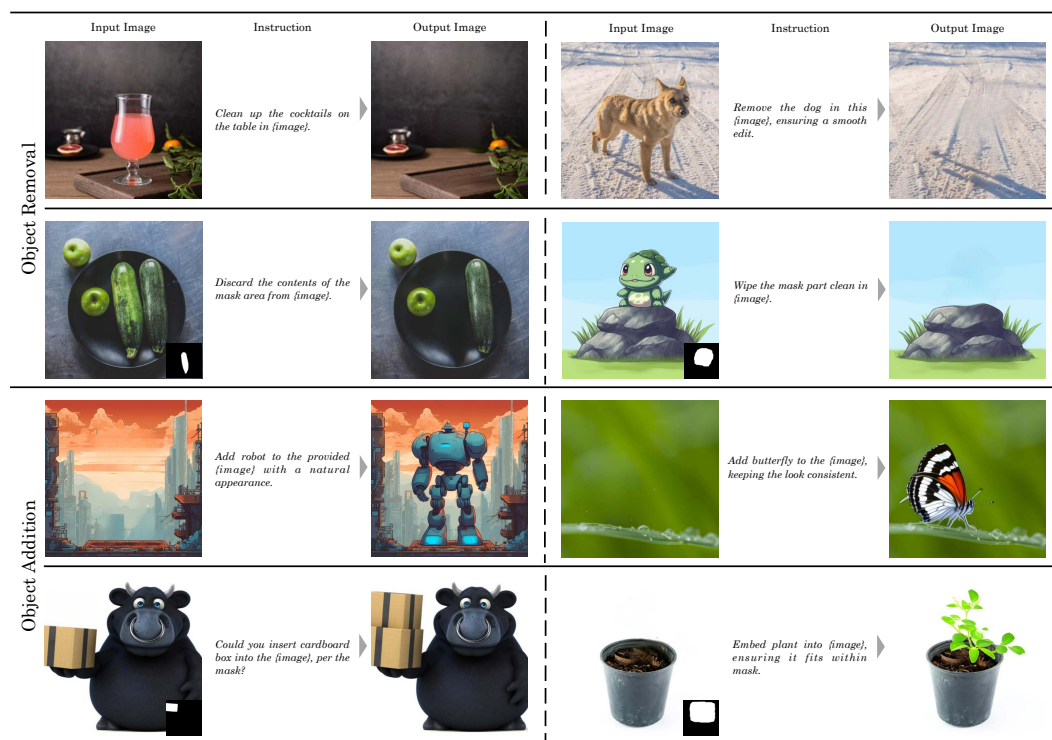 Input Image
Instruction
Output Image
Input Image
Instruction
Output Image
Object Removal
Clean up the cocktails on
the table in {image}.
Remove the dog in this
{image}, ensuring a smooth
edit.
Discard the contents of the
mask area from {image}.
Wipe the mask part clean in
{image}.
Object Addition
Add robot to the provided
{image} with a natural
appearance.
Add butterfly to the {image},
keeping the look consistent.
Could you insert cardboard
box into the {image}, per the
mask?
Embed plant into {image},
ensuring it fits within
mask.